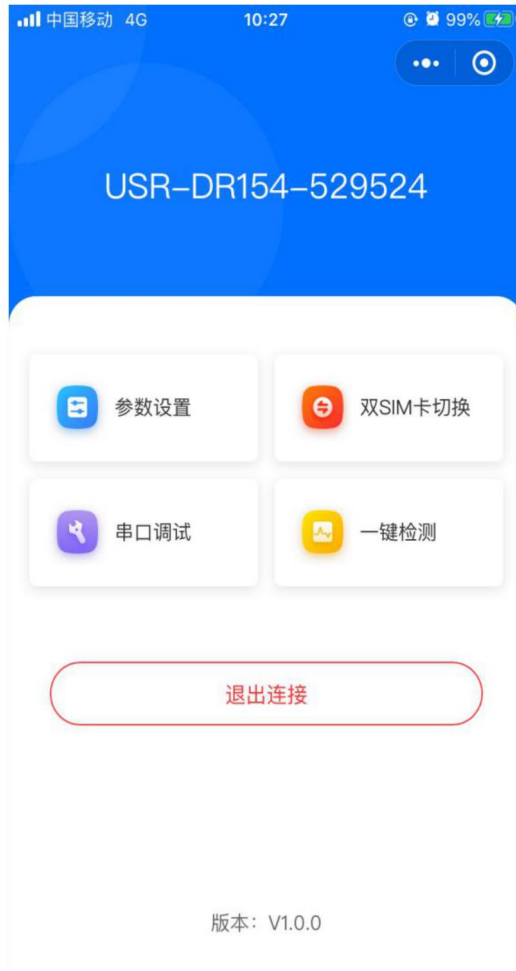 中国移动 4G 10:27 99%
USR-DR154-529524
参数设置 双SIM卡切换
串口调试 一键检测
退出连接
版本：V1.0.0